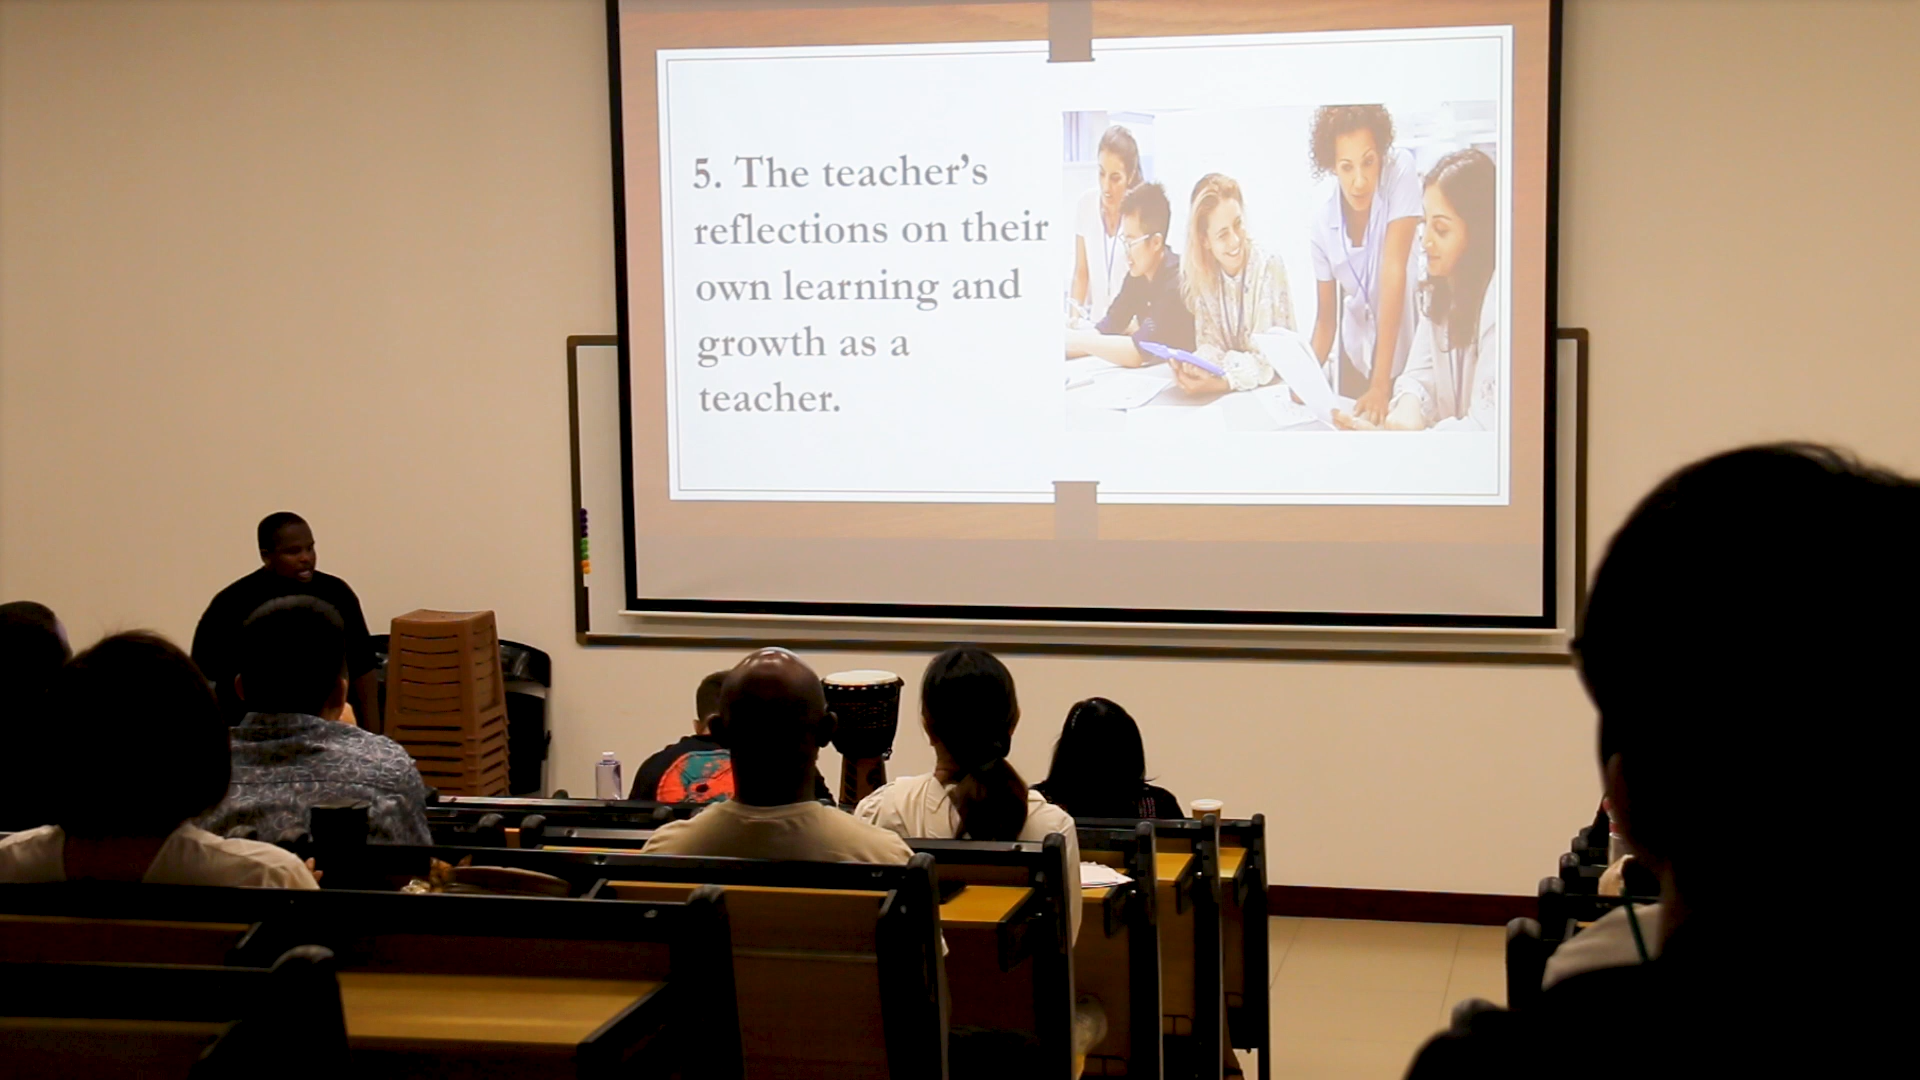 5. The teacher’s
reflections on their
own learning and
growth as a
teacher.